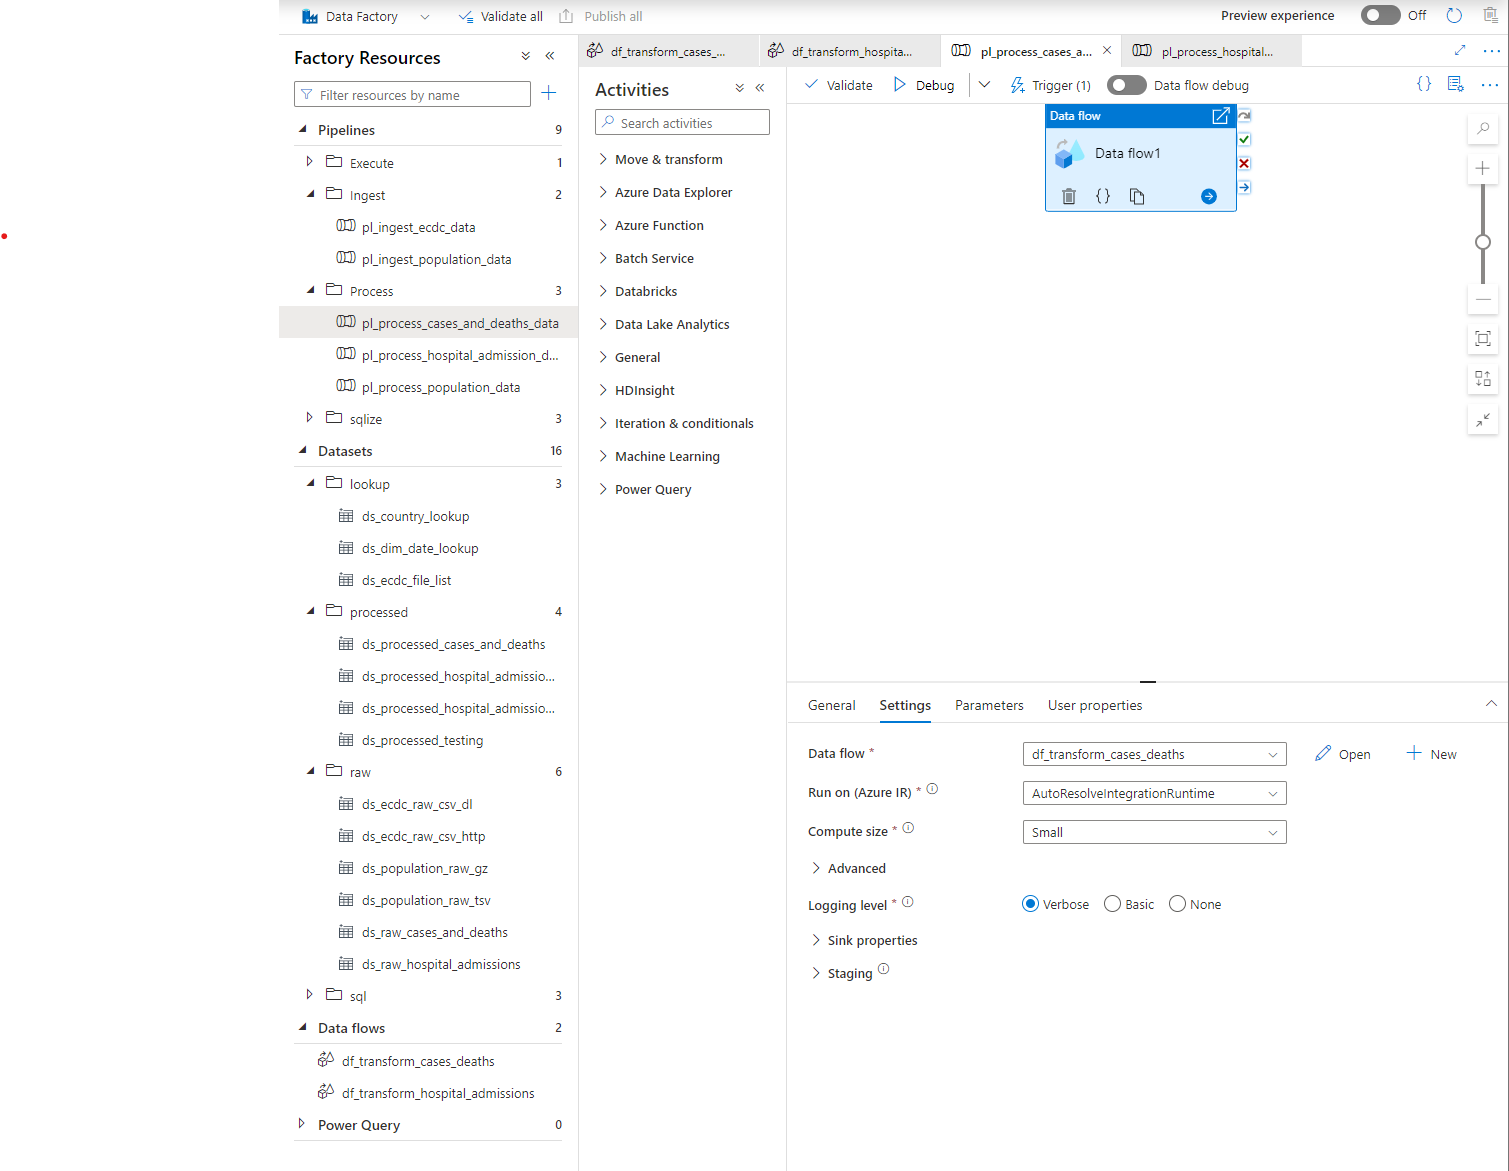 Data Factory
Validate all
Publish all
Preview experience
Off
Factory Resources
Filter resources by name
Pipelines 9
Execute 1
Ingest 2
pl_ingest_ecdc_data
pl_ingest_population_data
Process 3
pl_process_cases_and_deaths_data
pl_process_hospital_admission_d...
pl_process_population_data
sqlize 3
Datasets 16
lookup 3
ds_country_lookup
ds_dim_date_lookup
ds_ecdc_file_list
processed 4
ds_processed_cases_and_deaths
ds_processed_hospital_admissio...
ds_processed_hospital_admissio...
ds_processed_testing
raw 6
ds_ecdc_raw_csv_dl
ds_ecdc_raw_csv_http
ds_population_raw_gz
ds_population_raw_tsv
ds_raw_cases_and_deaths
ds_raw_hospital_admissions
sql 3
Data flows 2
df_transform_cases_deaths
df_transform_hospital_admissions
Power Query 0
df_transform_cases_...
df_transform_hospita...
pl_process_cases_a...
pl_process_hospital...
Activities
Search activities
Move & transform
Azure Data Explorer
Azure Function
Batch Service
Databricks
Data Lake Analytics
General
HDInsight
Iteration & conditionals
Machine Learning
Power Query
Validate
Debug
Trigger (1)
Data flow debug
Data flow
Data flow1
General
Settings
Parameters
User properties
Data flow *
df_transform_cases_deaths
Open
New
Run on (Azure IR) *
AutoResolveIntegrationRuntime
Compute size *
Small
Advanced
Logging level *
Verbose
Basic
None
Sink properties
Staging